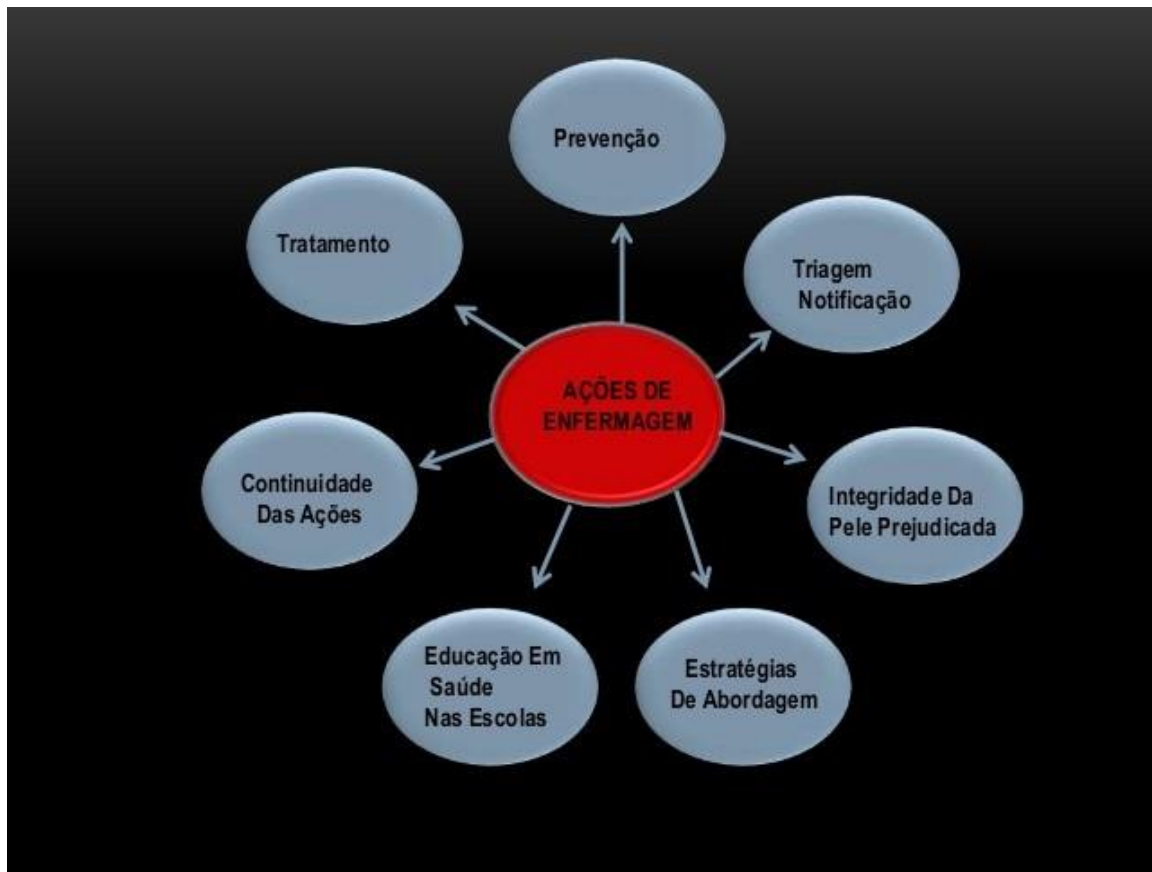 Prevenção
Tratamento
Triagem
Notificação
AÇÕES DE
ENFERMAGEM
Continuidade
Das Ações
Integridade Da
Pele Prejudicada
Educação Em
Saúde
Nas Escolas
Estratégias
De Abordagem